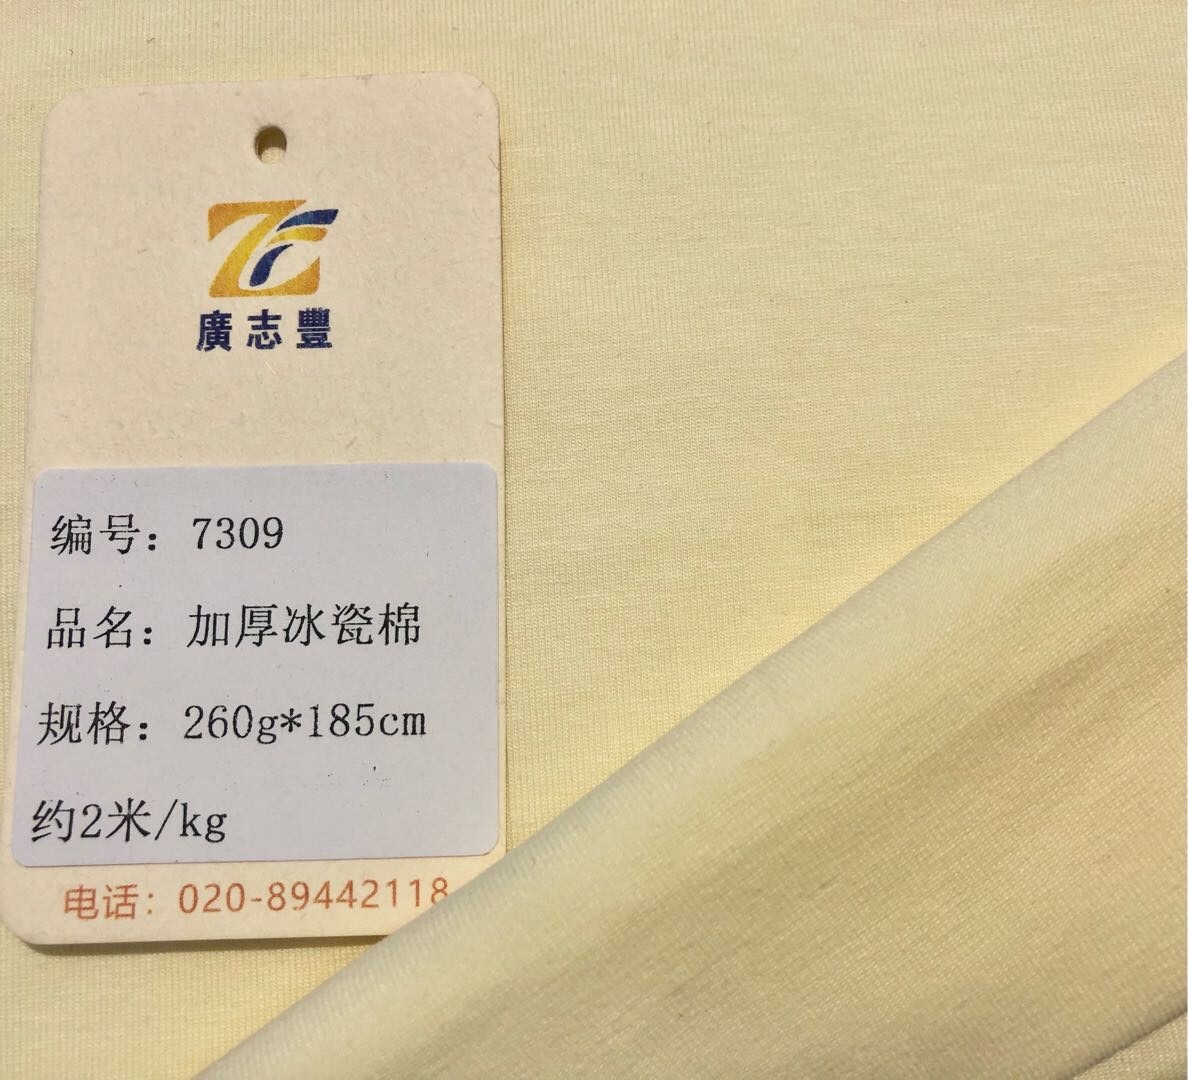 廣志豐
编号：7309
品名：加厚冰瓷棉
规格：260g*185cm
约2米/kg
电话：020-89442118